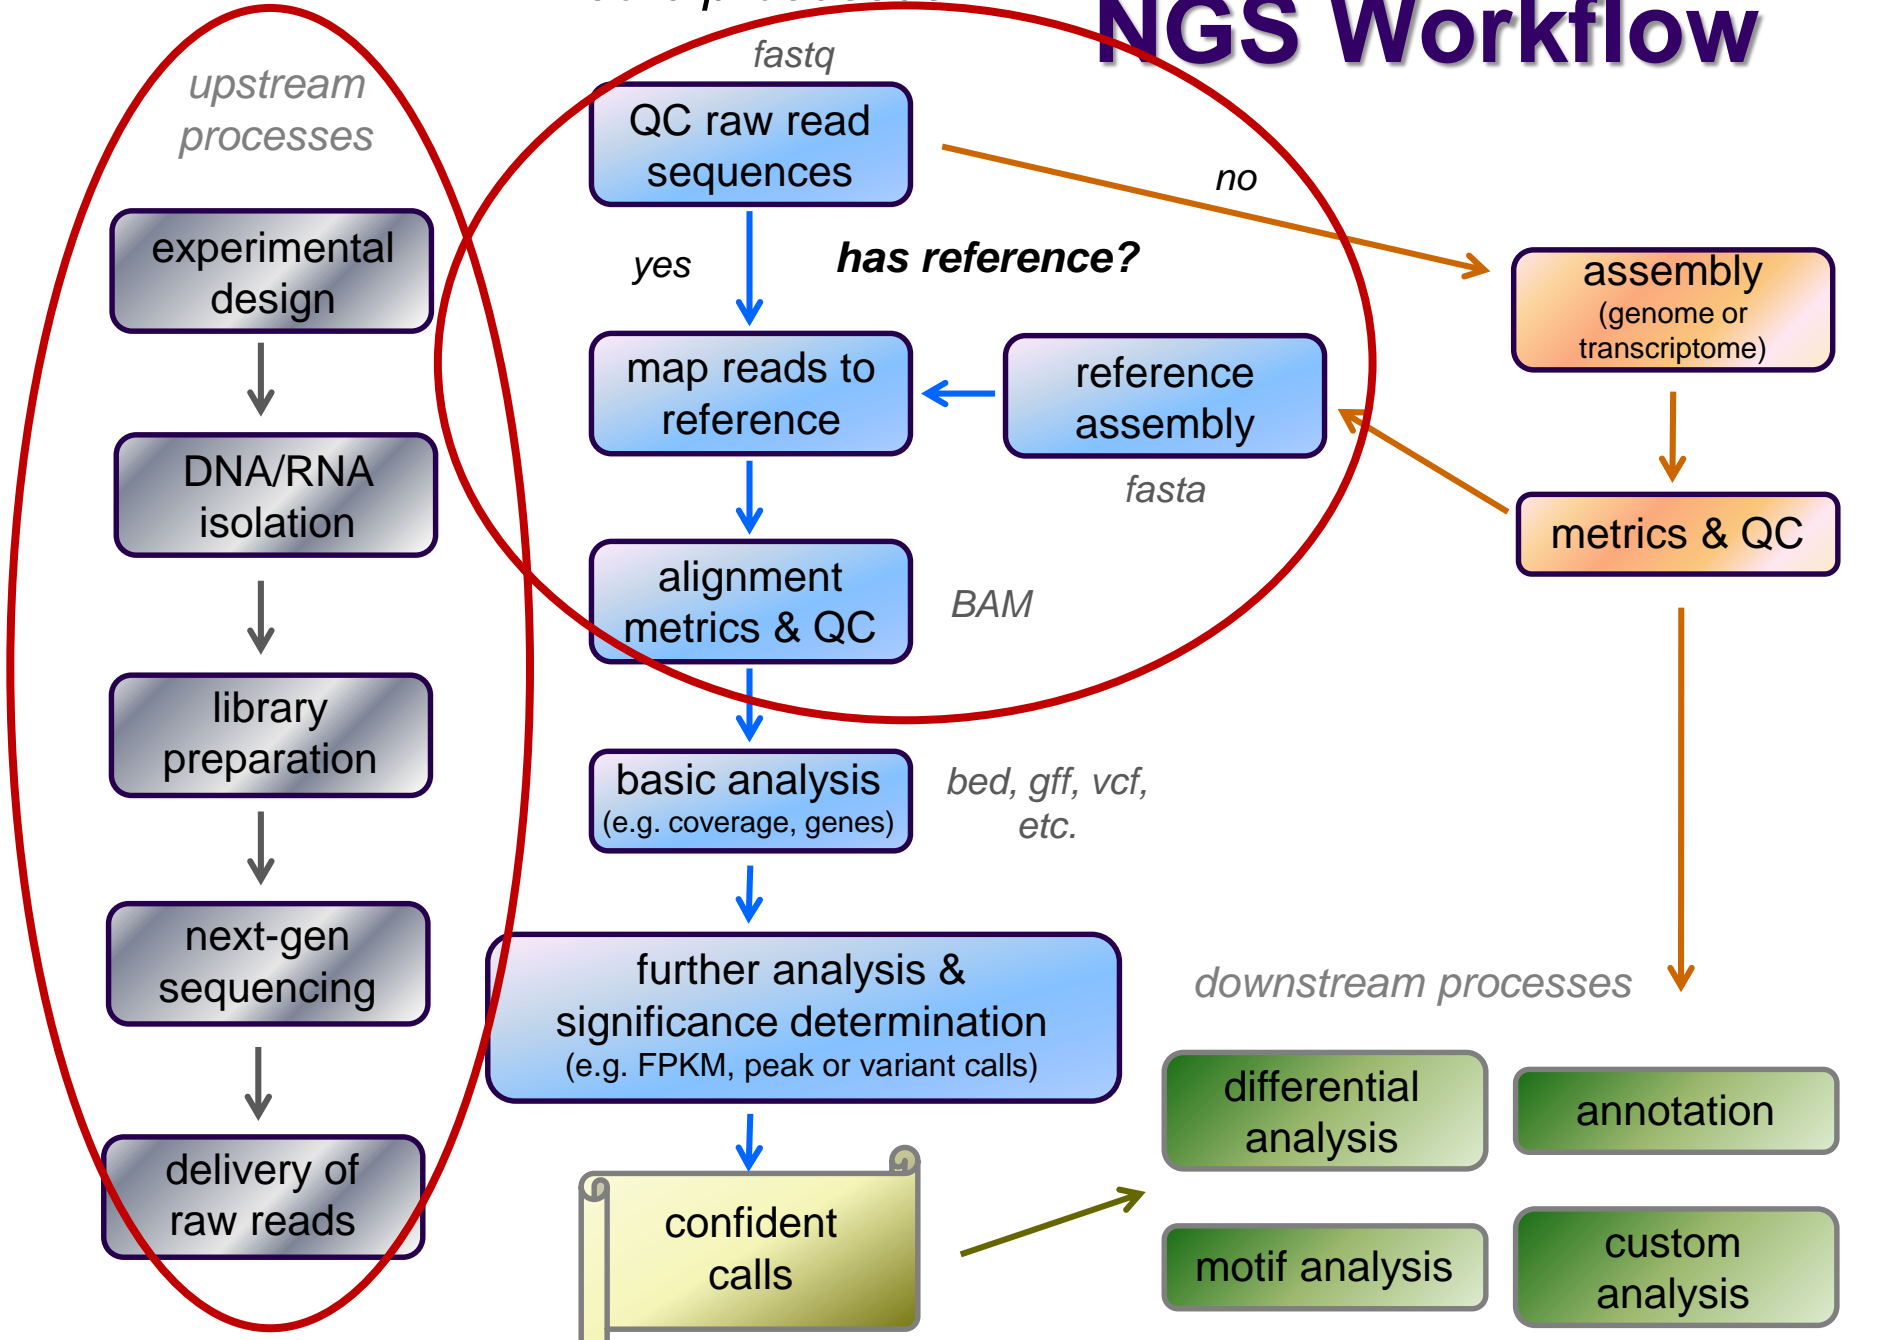 NGS Workflow
upstream
processes
experimental
design
DNA/RNA
isolation
library
preparation
next-gen
sequencing
delivery of
raw reads
fastq
QC raw read
sequences
no
yes
has reference?
map reads to
reference
reference
assembly
fasta
assembly
(genome or
transcriptome)
metrics & QC
alignment
metrics & QC
BAM
basic analysis
(e.g. coverage, genes)
bed, gff, vcf,
etc.
further analysis &
significance determination
(e.g. FPKM, peak or variant calls)
confident
calls
downstream processes
differential
analysis
annotation
motif analysis
custom
analysis